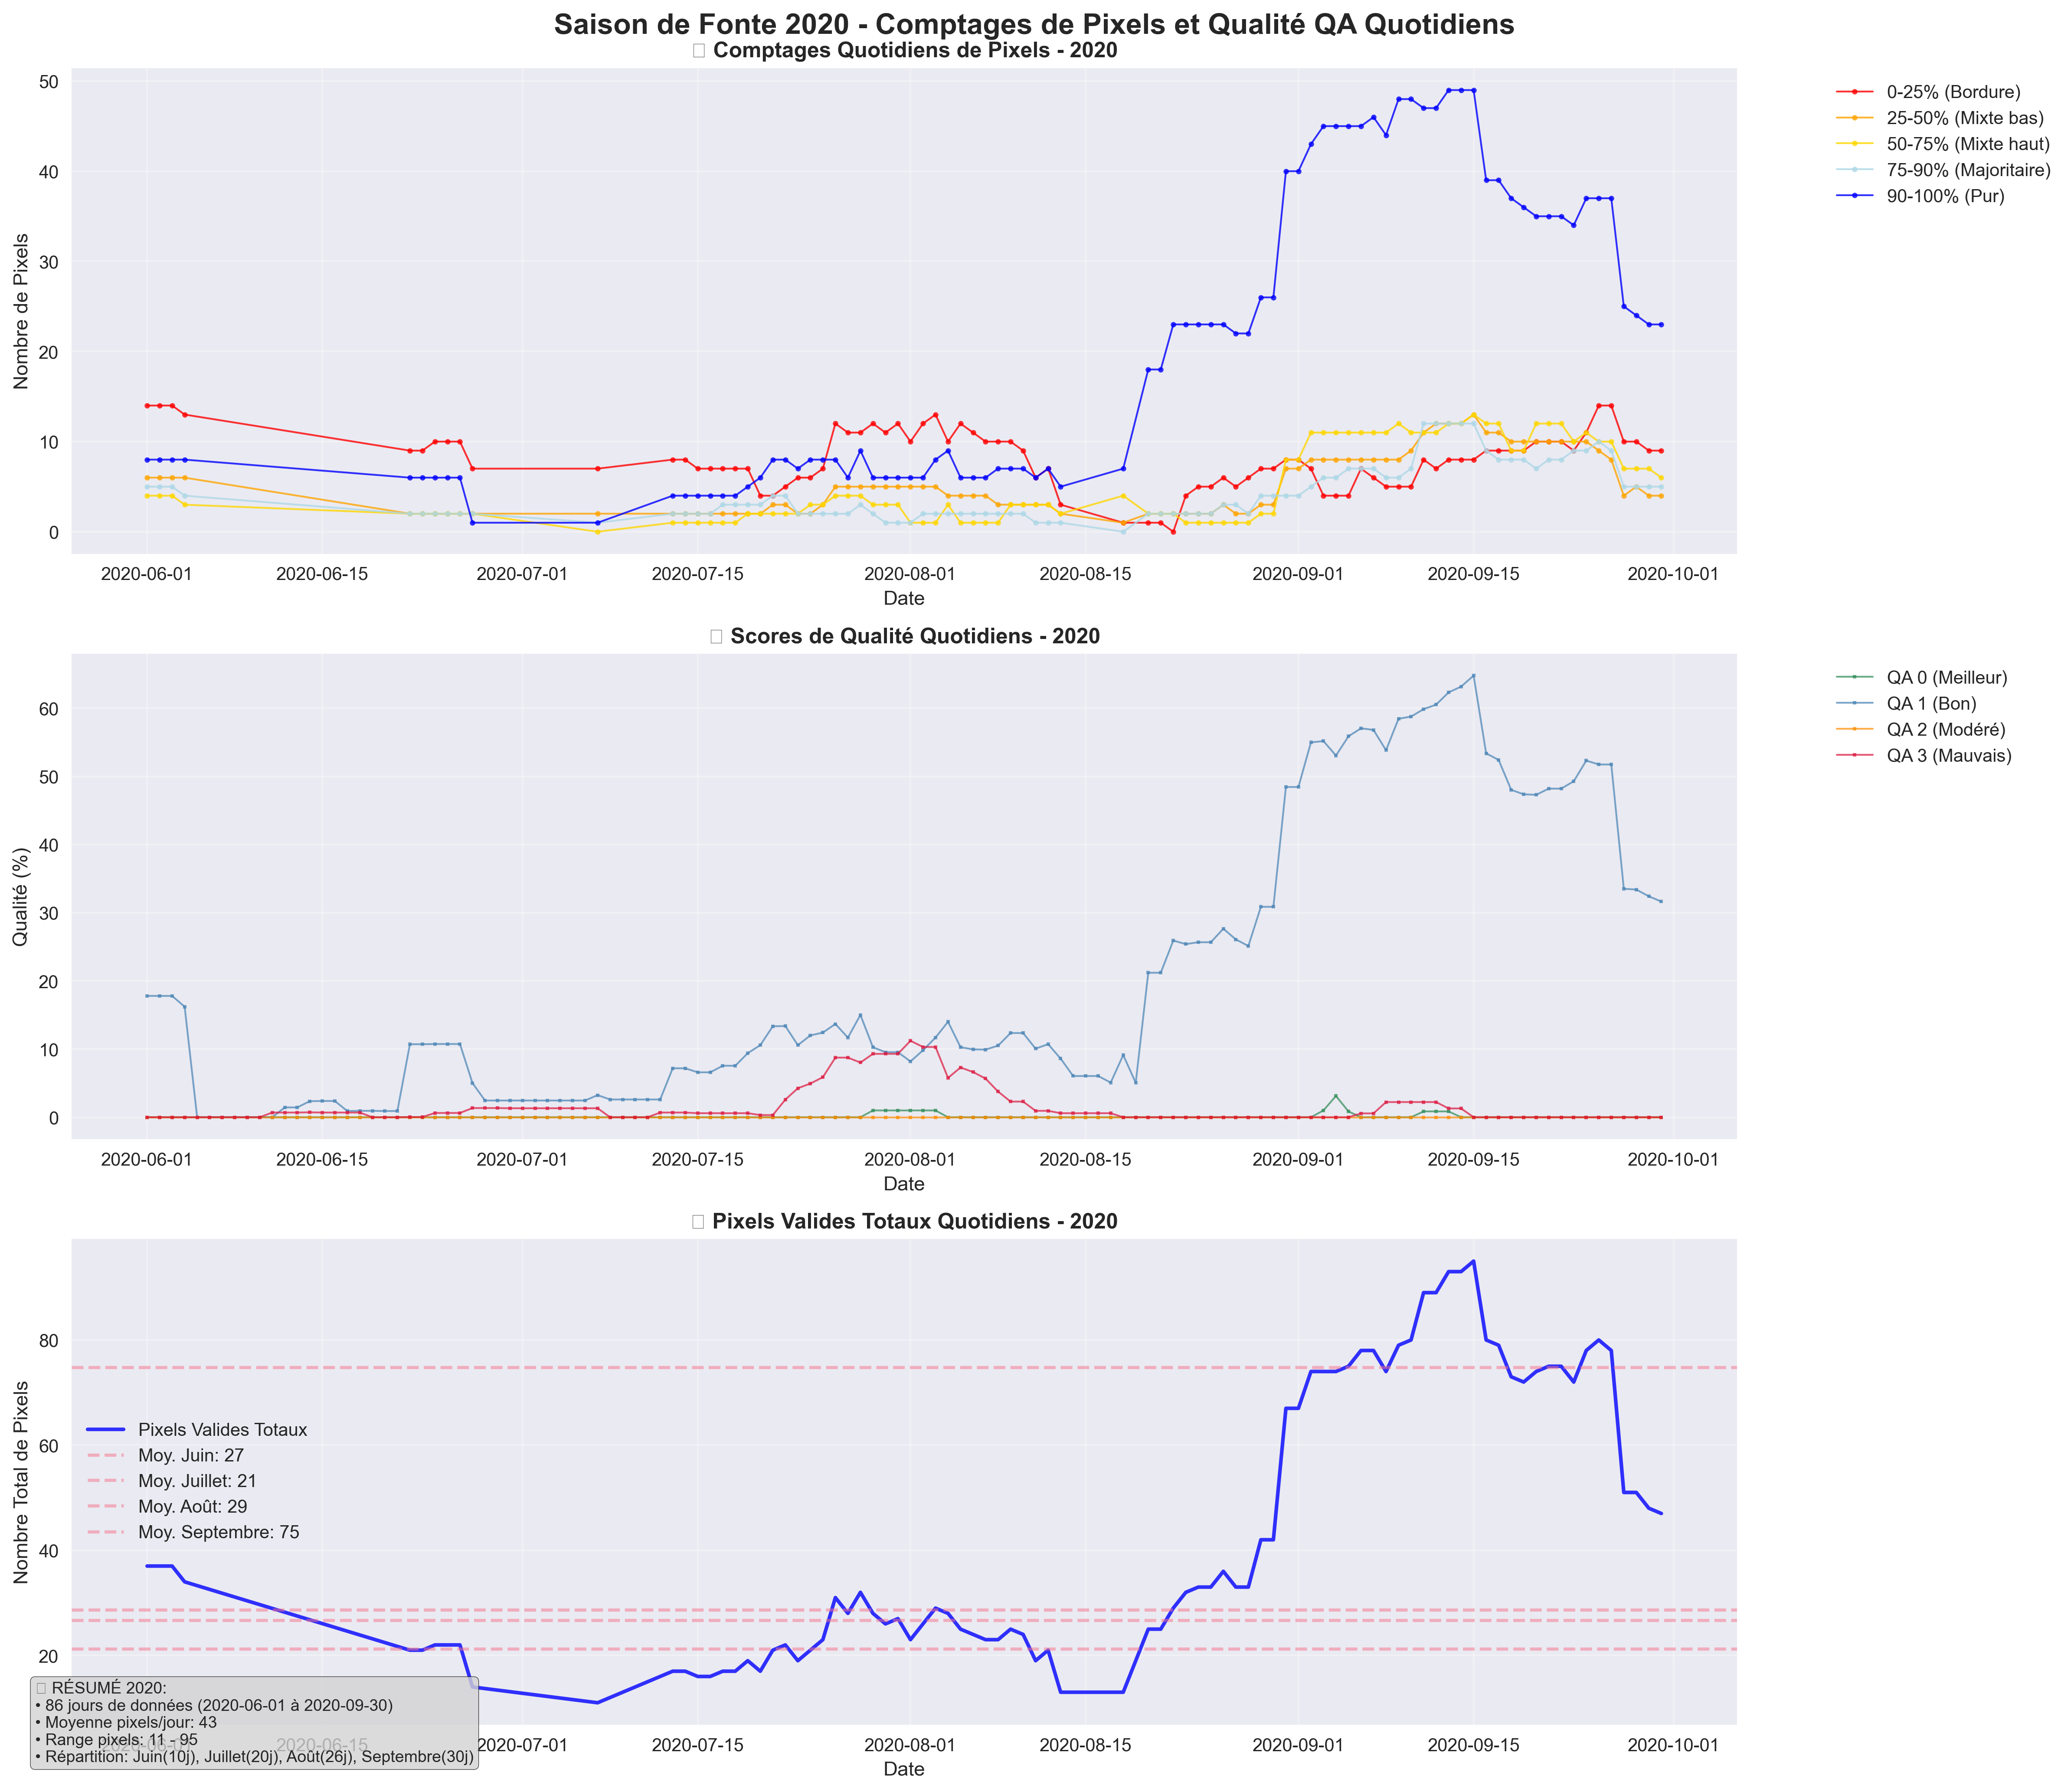 Saison de Fonte 2020 - Comptages de Pixels et Qualité QA Quotidiens
Comptages Quotidiens de Pixels - 2020
50
40
30
20
10
0
Nombre de Pixels
2020-06-01 2020-06-15 2020-07-01 2020-07-15 2020-08-01 2020-08-15 2020-09-01 2020-09-15 2020-10-01
Date
0-25% (Bordure)
25-50% (Mixte bas)
50-75% (Mixte haut)
75-90% (Majoritaire)
90-100% (Pur)
Scores de Qualité Quotidiens - 2020
60
50
40
30
20
10
0
Qualité (%)
2020-06-01 2020-06-15 2020-07-01 2020-07-15 2020-08-01 2020-08-15 2020-09-01 2020-09-15 2020-10-01
Date
QA 0 (Meilleur)
QA 1 (Bon)
QA 2 (Modéré)
QA 3 (Mauvais)
Pixels Valides Totaux Quotidiens - 2020
80
60
40
20
Nombre Total de Pixels
Pixels Valides Totaux
Moy. Juin: 27
Moy. Juillet: 21
Moy. Août: 29
Moy. Septembre: 75
RÉSUMÉ 2020:
• 86 jours de données (2020-06-01 à 2020-09-30)
• Moyenne pixels/jour: 43
• Range pixels: 11 - 95
• Répartition: Juin(10j), Juillet(20j), Août(26j), Septembre(30j)
2020-06-01 2020-06-15 2020-07-01 2020-07-15 2020-08-01 2020-08-15 2020-09-01 2020-09-15 2020-10-01
Date